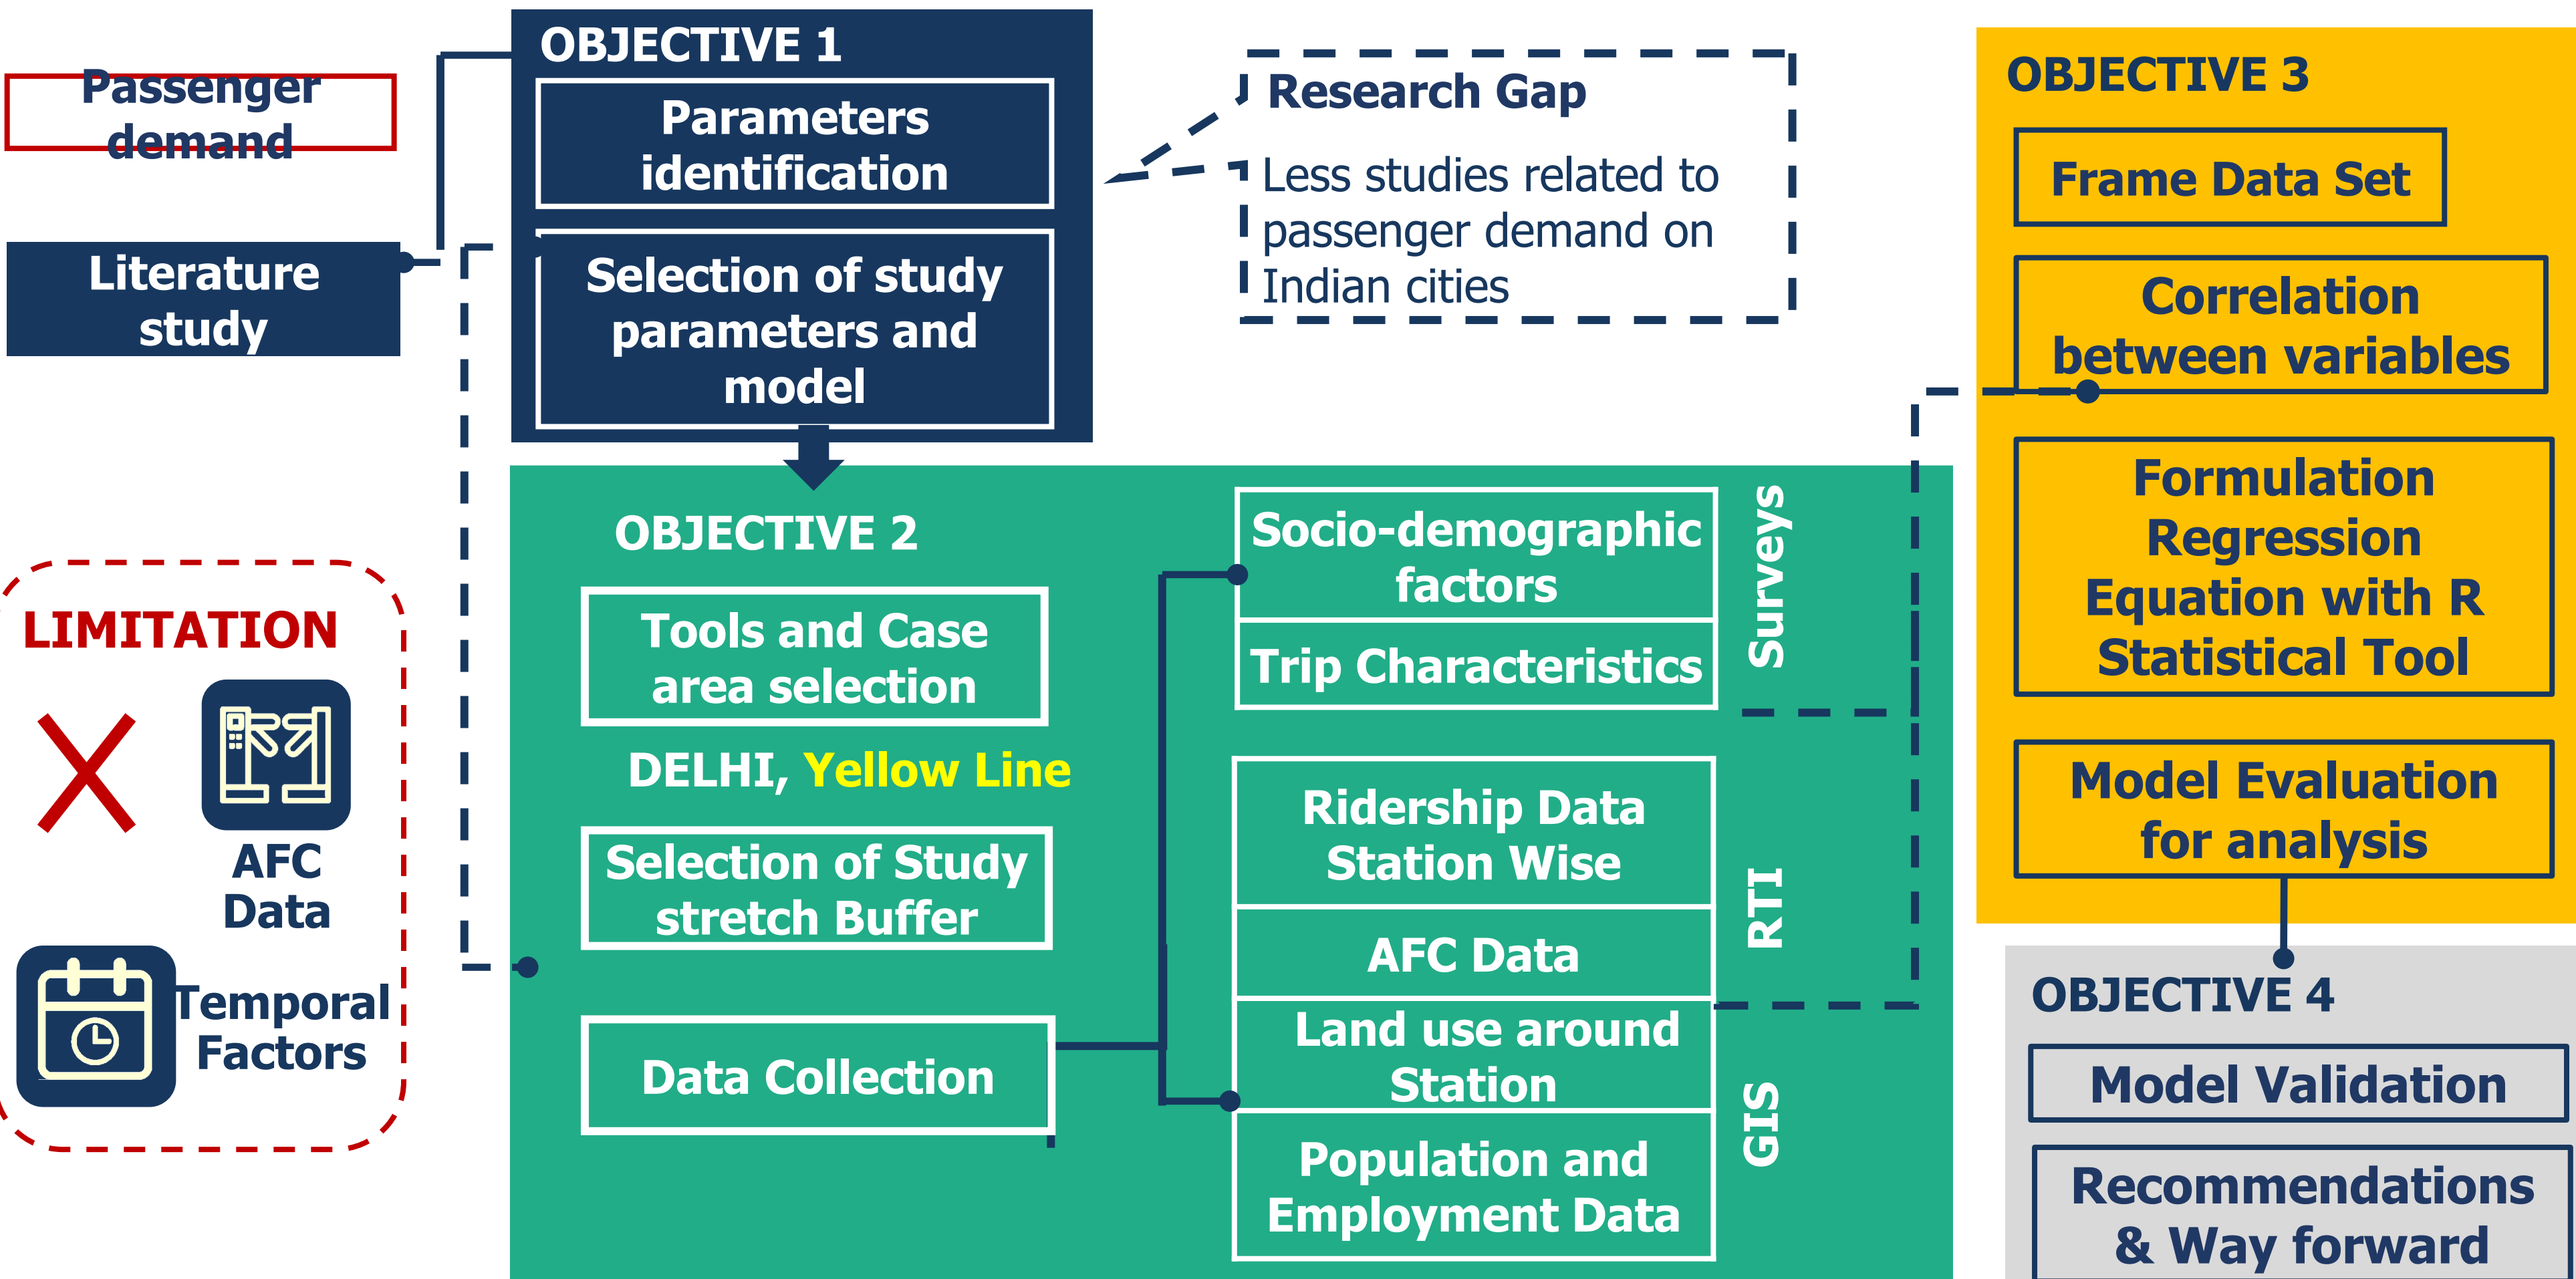 Passenger
demand
Literature
study
OBJECTIVE 1
Parameters
identification
Selection of study
parameters and
model
Research Gap
Less studies related to
passenger demand on
Indian cities
LIMITATION
AFC
Data
Temporal
Factors
OBJECTIVE 2
Tools and Case
area selection
DELHI, Yellow Line
Selection of Study
stretch Buffer
Data Collection
Socio-demographic
factors
Trip Characteristics
Surveys
Ridership Data
Station Wise
AFC Data
RTI
Land use around
Station
Population and
Employment Data
GIS
OBJECTIVE 3
Frame Data Set
Correlation
between variables
Formulation
Regression
Equation with R
Statistical Tool
Model Evaluation
for analysis
OBJECTIVE 4
Model Validation
Recommendations
& Way forward